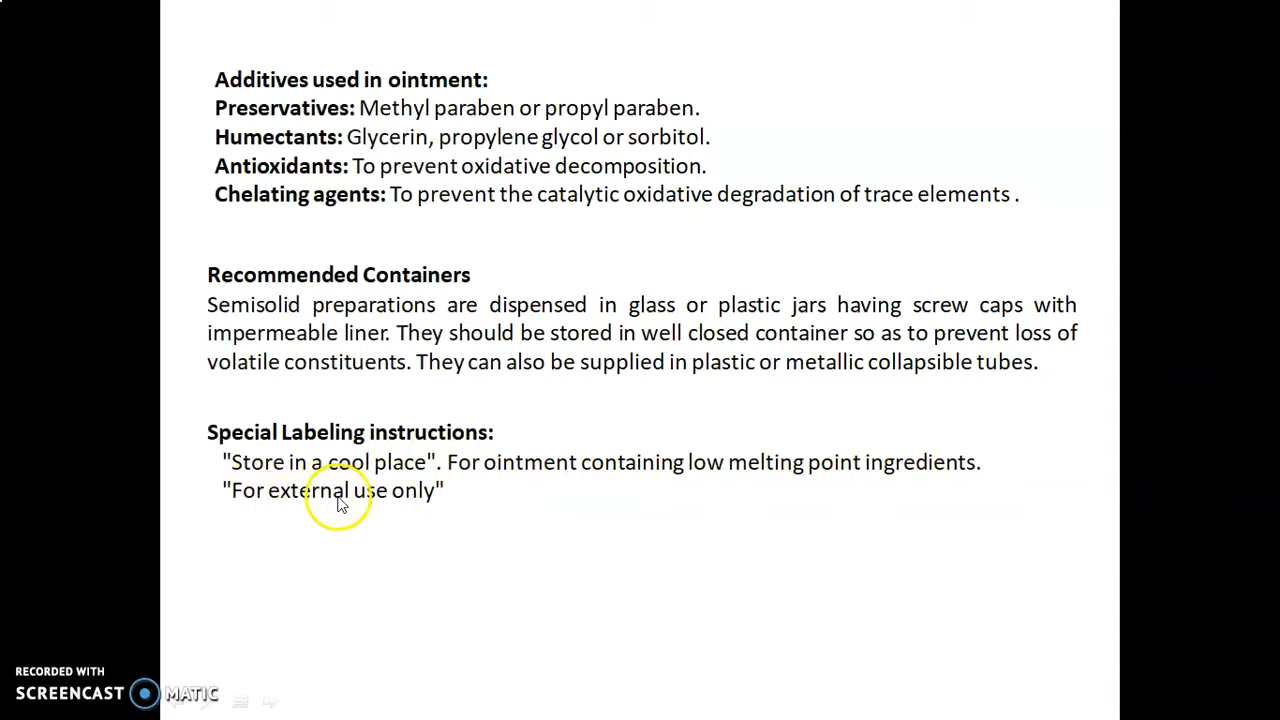 Additives used in ointment:
Preservatives: Methyl paraben or propyl paraben.
Humectants: Glycerin, propylene glycol or sorbitol.
Antioxidants: To prevent oxidative decomposition.
Chelating agents: To prevent the catalytic oxidative degradation of trace elements .
Recommended Containers
Semisolid preparations are dispensed in glass or plastic jars having screw caps with
impermeable liner. They should be stored in well closed container so as to prevent loss of
volatile constituents. They can also be supplied in plastic or metallic collapsible tubes.
Special Labeling instructions:
"Store in a cool place". For ointment containing low melting point ingredients.
"For external use only"
RECORDED WITH
SCREENCAST MATIC